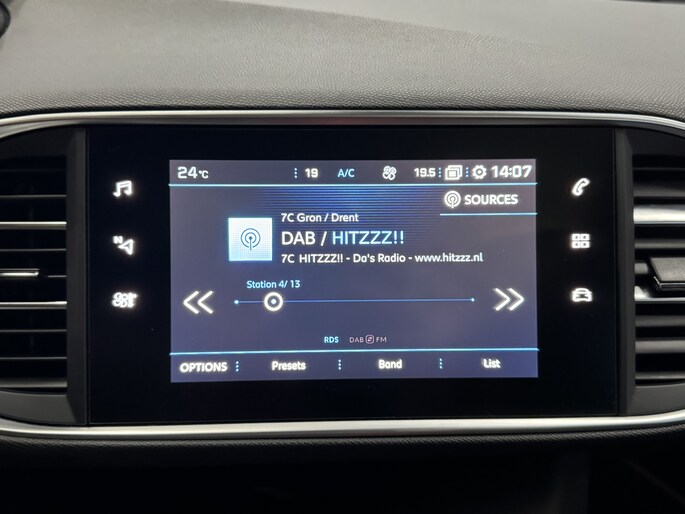 24°C 19 A/C 19.5 14:07
SOURCES
7C Gron / Drent
DAB / HITZZZ!!
7C HITZZZ!! - Da's Radio - www.hitzzz.nl
Station 4/ 13
RDS DAB FM
OPTIONS Presets Band List
N